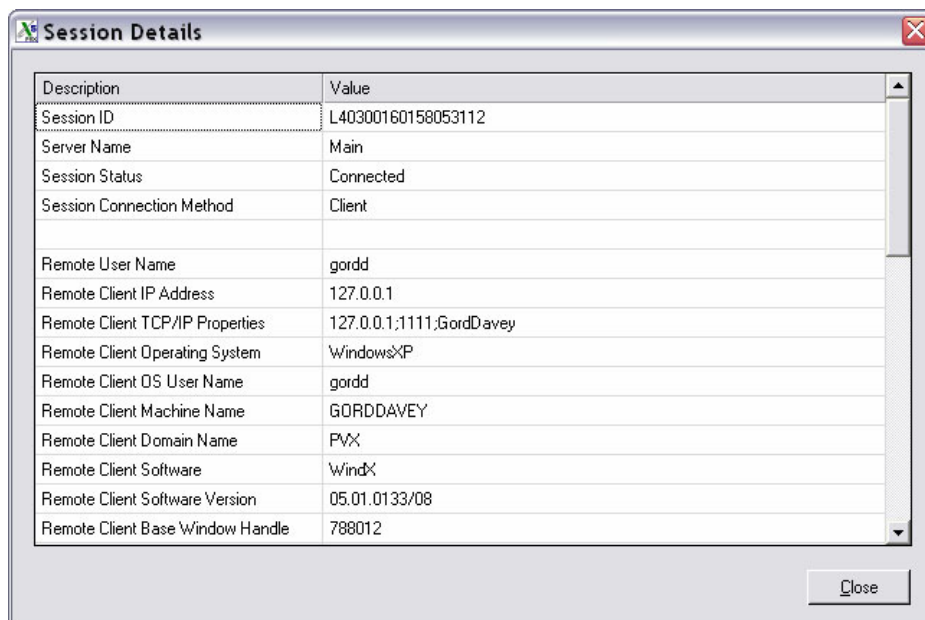 Session Details
Description Value
Session ID L40300160158053112
Server Name Main
Session Status Connected
Session Connection Method Client
Remote User Name gordd
Remote Client IP Address 127.0.0.1
Remote Client TCP/IP Properties 127.0.0.1;1111;GordDavey
Remote Client Operating System WindowsXP
Remote Client OS User Name gordd
Remote Client Machine Name GORDDAVEY
Remote Client Domain Name PVX
Remote Client Software WindX
Remote Client Software Version 05.01.0133/08
Remote Client Base Window Handle 788012
Close